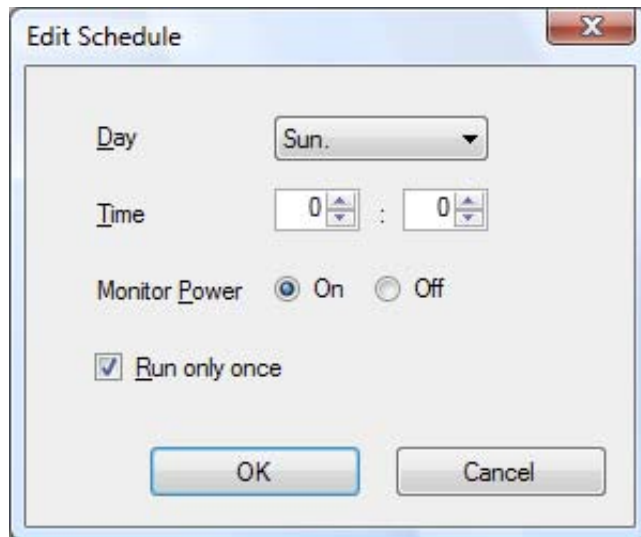 Edit Schedule
Day Sun.
Time 0 : 0
Monitor Power On Off
Run only once
OK Cancel